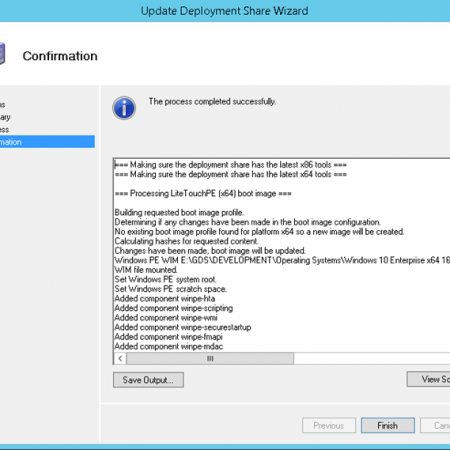 Update Deployment Share Wizard
Confirmation
The process completed successfully.
=== Making sure the deployment share has the latest x86 tools ===
=== Making sure the deployment share has the latest x64 tools ===
=== Processing LiteTouchPE (x64) boot image ===
Building requested boot image profile.
Determining if any changes have been made in the boot image configuration.
No existing boot image profile found for platform x64 so a new image will be created.
Calculating hashes for requested content.
Changes have been made, boot image will be updated.
Windows PE WIM E:\GDS\DEVELOPMENT\Operating Systems\Windows 10 Enterprise x64 16
WIM file mounted.
Set Windows PE system root.
Set Windows PE scratch space.
Added component winpe-hta
Added component winpe-scripting
Added component winpe-wmi
Added component winpe-securestartup
Added component winpe-fmapi
Added component winpe-mdac
Save Output...
View
Previous
Finish